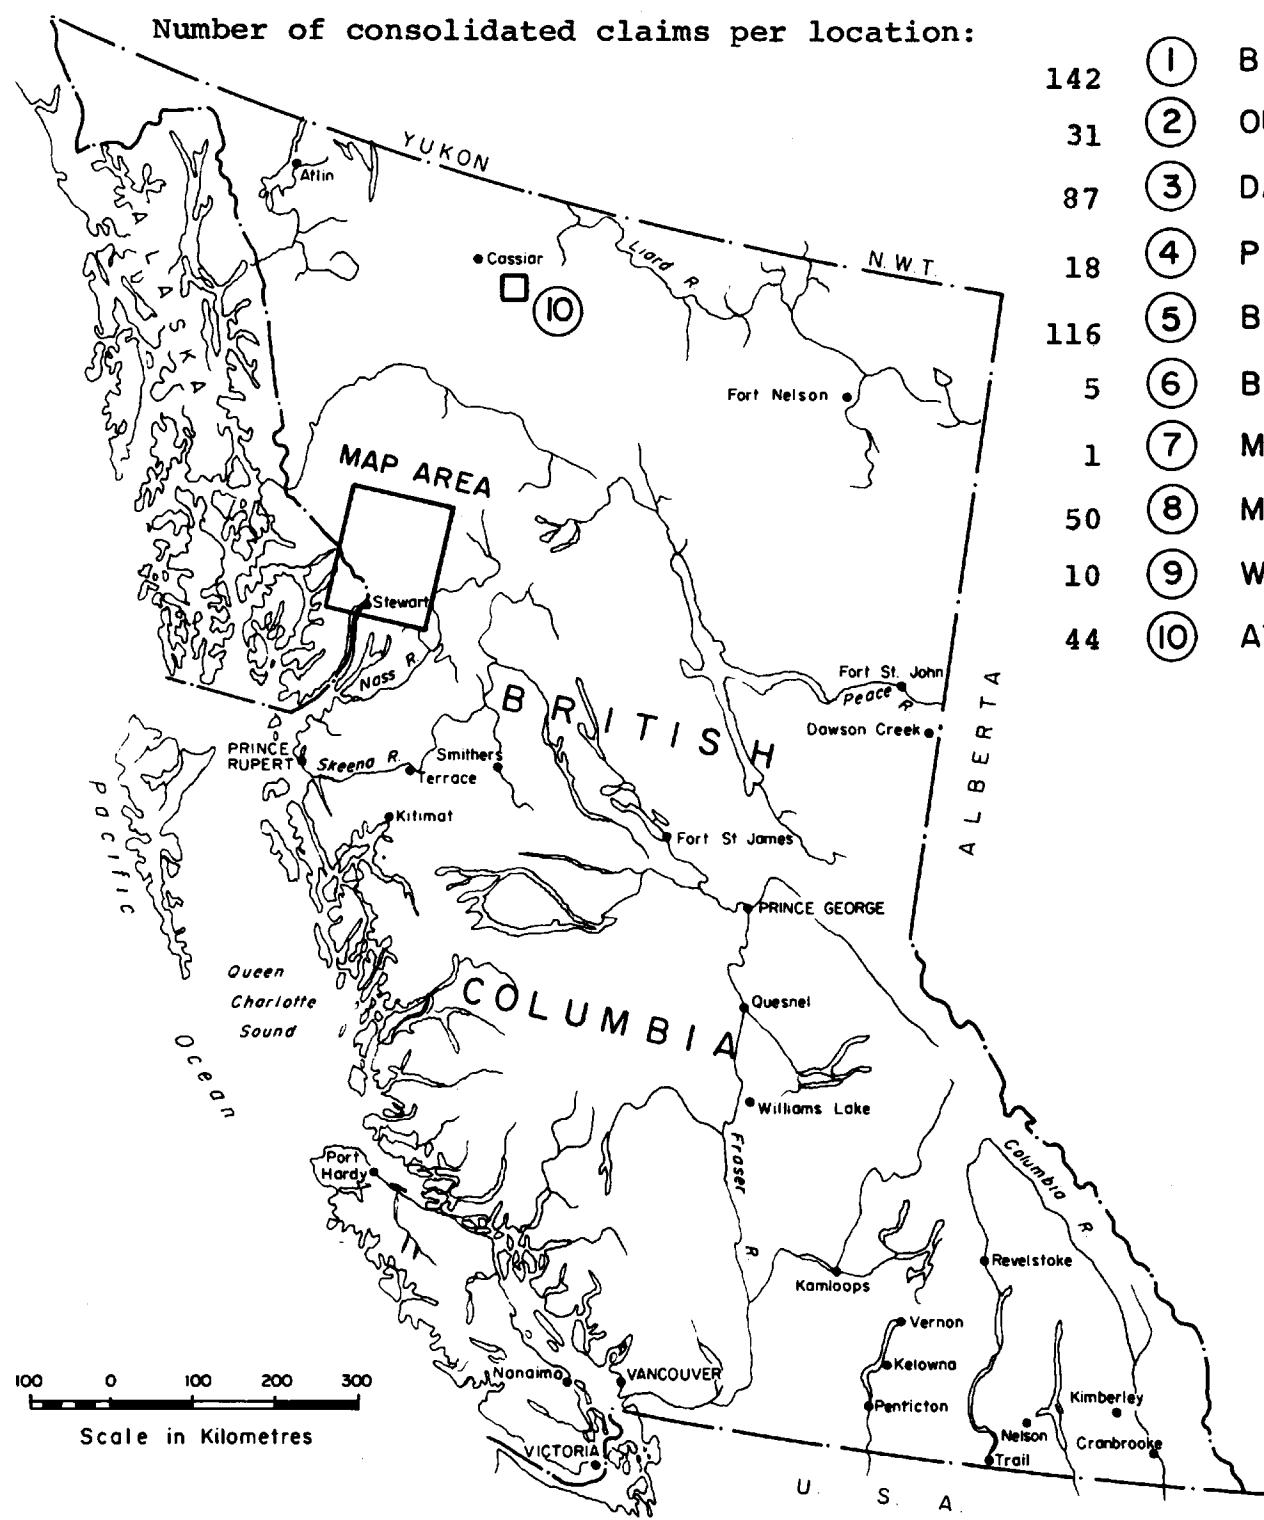 Number of consolidated claims per location:
142 1 B
31 2 OU
87 3 DA
18 4 P
116 5 B
5 6 B
1 7 M
50 8 M
10 9 W
44 10 AT
YUKON
Atlin
Cassiar
10
Liard R
N.W.T.
ALASKA
Fort Nelson
MAP AREA
Stewart
Nass R.
Fort St. John
Peace R
Dawson Creek
ALBERTA
BRITISH
PRINCE
RUPERT
Skeena R.
Terrace
Smithers
Kitimat
Fort St James
Pacific
PRINCE GEORGE
Queen
Charlotte
Sound
COLUMBIA
Quesnel
Ocean
Williams Lake
Port
Hardy
Fraser R
Columbia R
Revelstoke
Kamloops
Vernon
Kelowna
Penticton
Nanaimo
VANCOUVER
Kimberley
Nelson
Cranbrooke
Trail
VICTORIA
100 0 100 200 300
Scale in Kilometres
U. S. A.